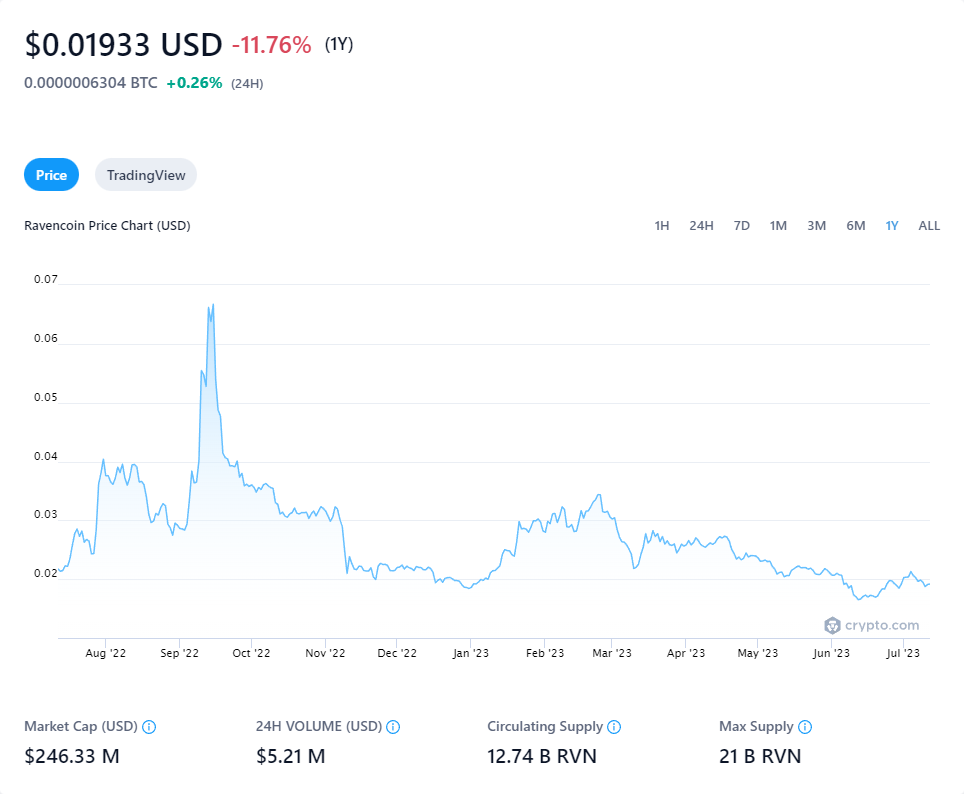 $0.01933 USD -11.76% (1Y)
0.0000006304 BTC +0.26% (24H)
Price TradingView
Ravencoin Price Chart (USD) 1H 24H 7D 1M 3M 6M 1Y ALL
0.07
0.06
0.05
0.04
0.03
0.02
crypto.com
Aug '22 Sep '22 Oct '22 Nov '22 Dec '22 Jan '23 Feb '23 Mar '23 Apr '23 May '23 Jun '23 Jul '23
Market Cap (USD) 24H VOLUME (USD) Circulating Supply Max Supply
$246.33 M $5.21 M 12.74 B RVN 21 B RVN